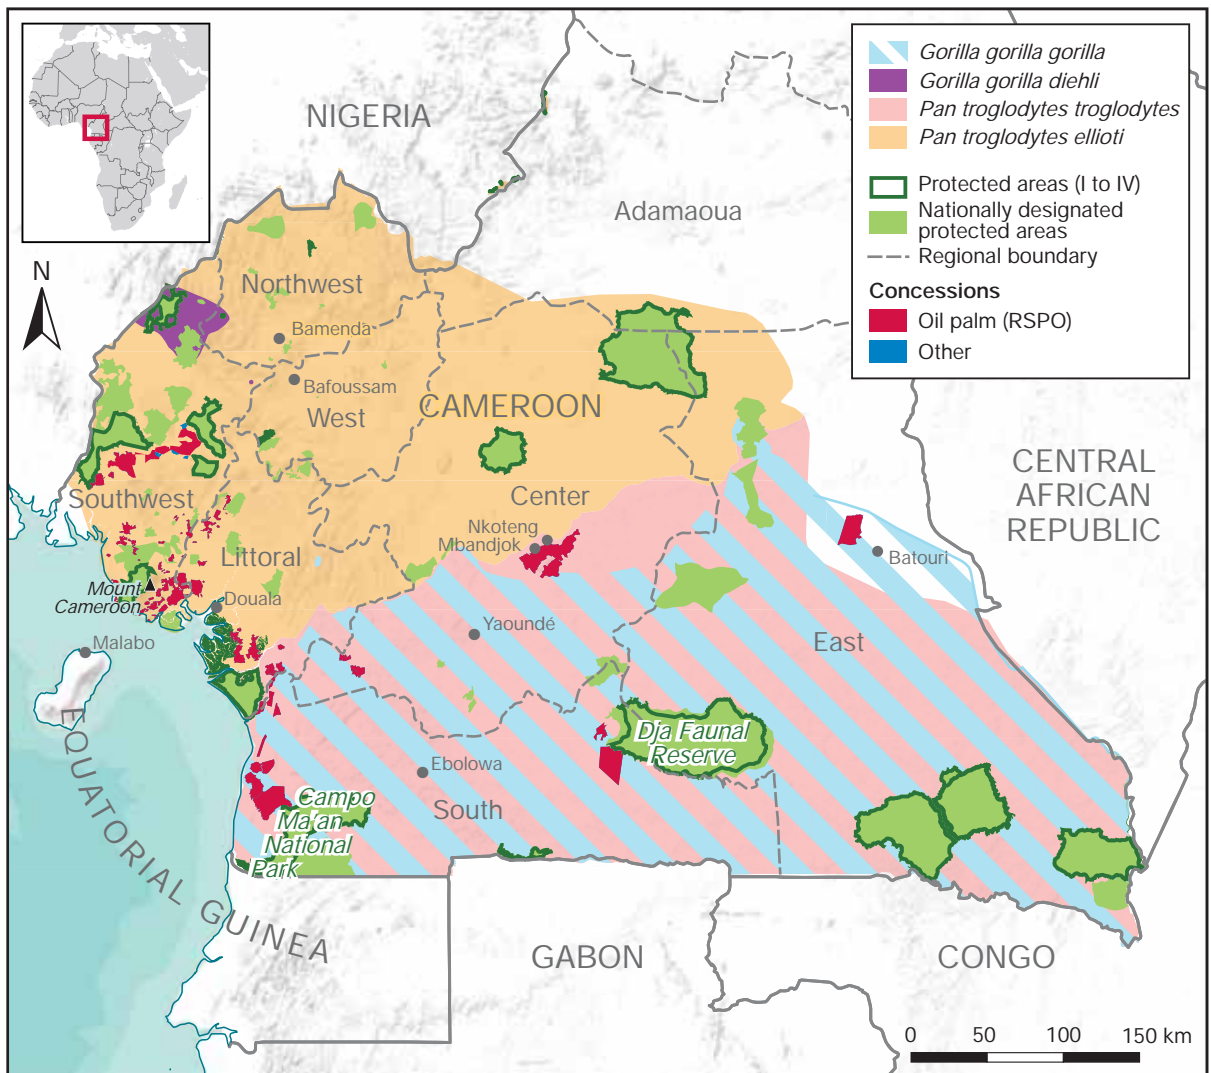 Gorilla gorilla gorilla
Gorilla gorilla diehli
Pan troglodytes troglodytes
Pan troglodytes ellioti
Protected areas (I to IV)
Nationally designated
protected areas
Regional boundary
Concessions
Oil palm (RSPO)
Other
N
NIGERIA
Adamaoua
Northwest
Bamenda
Bafoussam
West
CAMEROON
CENTRAL
AFRICAN
REPUBLIC
Southwest
Center
Nkoteng
Mbandjok
Littoral
Batouri
Mount
Cameroon
Douala
Yaoundé
East
Malabo
Dja Faunal
Reserve
Ebolowa
South
Campo
Ma'an
National
Park
EQUATORIAL GUINEA
GABON
CONGO
0 50 100 150 km